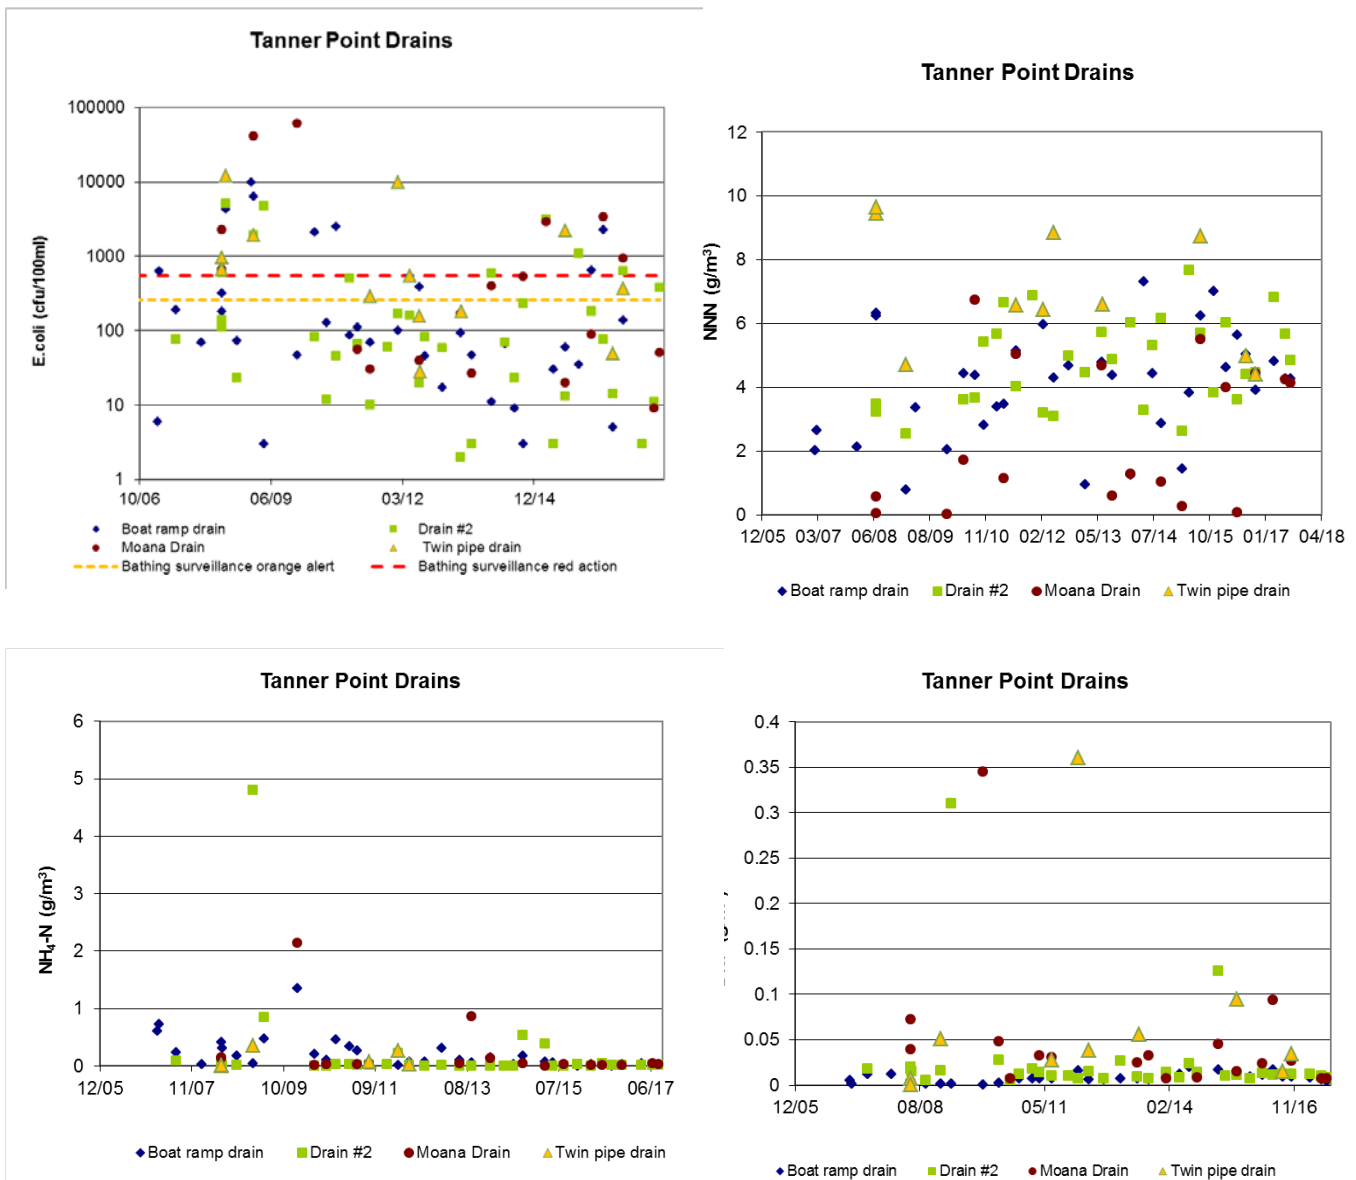 Tanner Point Drains
100000
10000
1000
100
10
1
E.coli (cfu/100ml)
10/06 06/09 03/12 12/14
Boat ramp drain Drain #2
Moana Drain Twin pipe drain
Bathing surveillance orange alert Bathing surveillance red action
Tanner Point Drains
12
10
8
6
4
2
0
NNN (g/m³)
12/05 03/07 06/08 08/09 11/10 02/12 05/13 07/14 10/15 01/17 04/18
Boat ramp drain Drain #2 Moana Drain Twin pipe drain
Tanner Point Drains
6
5
4
3
2
1
0
NH₄-N (g/m³)
12/05 11/07 10/09 09/11 08/13 07/15 06/17
Boat ramp drain Drain #2 Moana Drain Twin pipe drain
Tanner Point Drains
0.4
0.35
0.3
0.25
0.2
0.15
0.1
0.05
0
12/05 08/08 05/11 02/14 11/16
Boat ramp drain Drain #2 Moana Drain Twin pipe drain